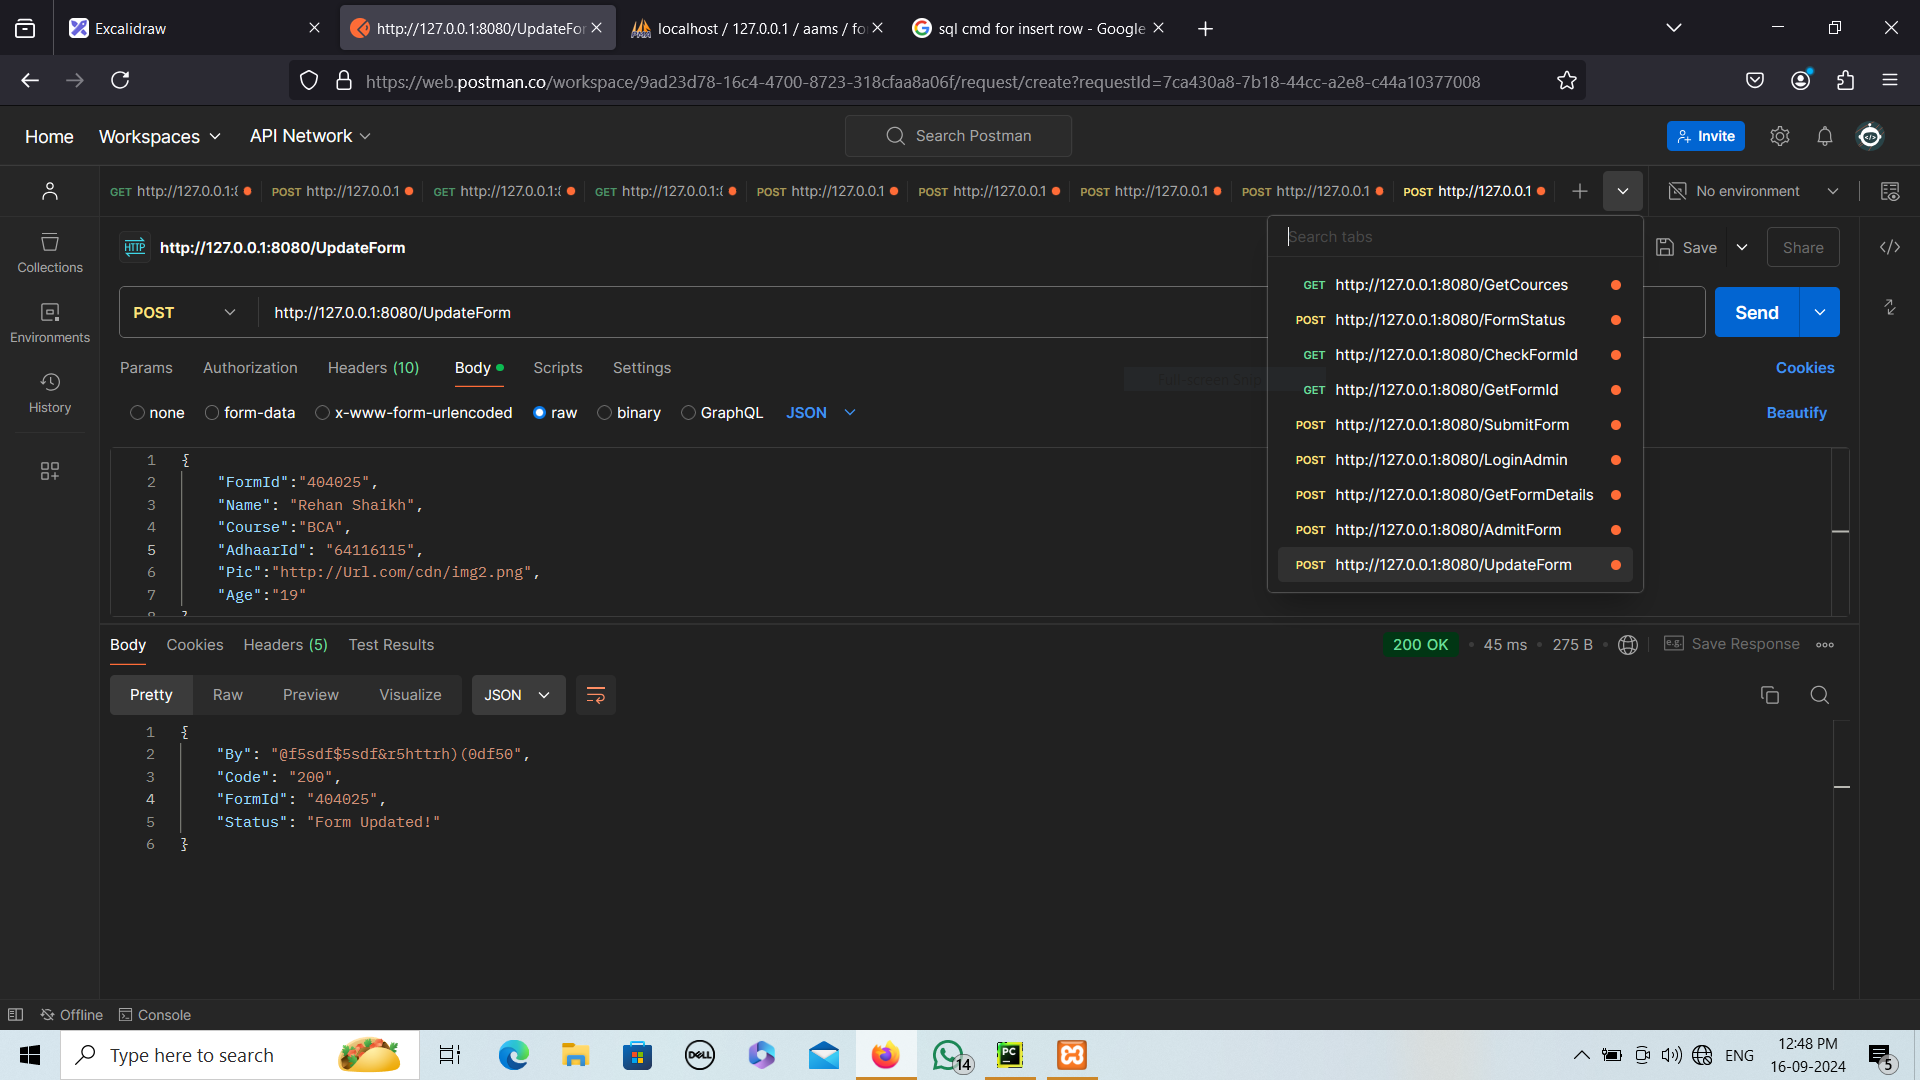 Excalidraw
http://127.0.0.1:8080/UpdateFor
localhost / 127.0.0.1 / aams / fo
sql cmd for insert row - Google
https://web.postman.co/workspace/9ad23d78-16c4-4700-8723-318cfaa8a06f/request/create?requestId=7ca430a8-7b18-44cc-a2e8-c44a10377008
Home
Workspaces
API Network
Search Postman
Invite
GET http://127.0.0.1:8
POST http://127.0.0.1
GET http://127.0.0.1:8
GET http://127.0.0.1:8
POST http://127.0.0.1
POST http://127.0.0.1
POST http://127.0.0.1
POST http://127.0.0.1
POST http://127.0.0.1
No environment
Collections
Environments
History
HTTP http://127.0.0.1:8080/UpdateForm
Save
Share
POST
http://127.0.0.1:8080/UpdateForm
Send
Params
Authorization
Headers (10)
Body
Scripts
Settings
Cookies
none
form-data
x-www-form-urlencoded
raw
binary
GraphQL
JSON
Beautify
Search tabs
GET http://127.0.0.1:8080/GetCources
POST http://127.0.0.1:8080/FormStatus
GET http://127.0.0.1:8080/CheckFormId
GET http://127.0.0.1:8080/GetFormId
POST http://127.0.0.1:8080/SubmitForm
POST http://127.0.0.1:8080/LoginAdmin
POST http://127.0.0.1:8080/GetFormDetails
POST http://127.0.0.1:8080/AdmitForm
POST http://127.0.0.1:8080/UpdateForm
Full-screen Snip
1 {
2 "FormId":"404025",
3 "Name": "Rehan Shaikh",
4 "Course":"BCA",
5 "AdhaarId": "64116115",
6 "Pic":"http://Url.com/cdn/img2.png",
7 "Age":"19"
8 }
Body
Cookies
Headers (5)
Test Results
200 OK
45 ms
275 B
e.g. Save Response
Pretty
Raw
Preview
Visualize
JSON
1 {
2 "By": "@f5sdf$5sdf&r5httrh)(0df50",
3 "Code": "200",
4 "FormId": "404025",
5 "Status": "Form Updated!"
6 }
Offline
Console
Type here to search
DELL
14
PC
ENG
12:48 PM
16-09-2024
5